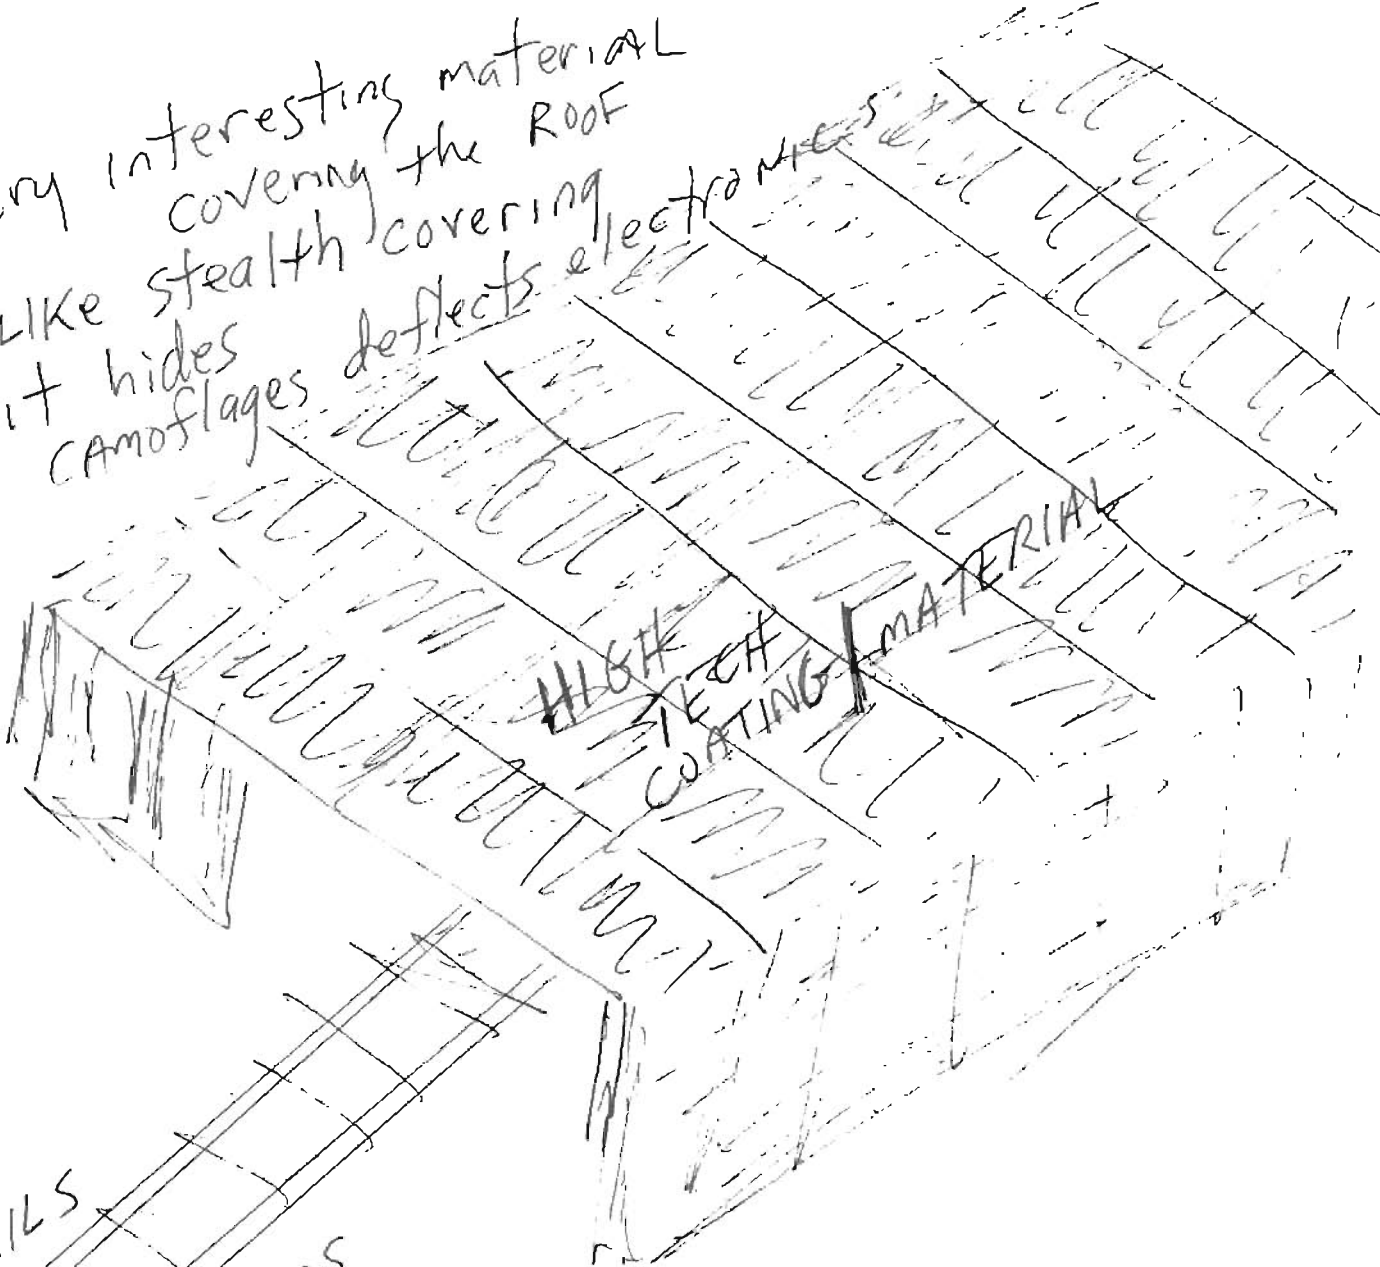 ry interesting material
covering the ROOF
LIKE stealth covering
it hides
CAMOflages deflects electronics
HIGH
TECH
COATING / MATERIAL
ILS
S